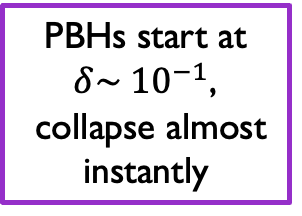 PBHs start at
δ~ 10⁻¹,
collapse almost
instantly